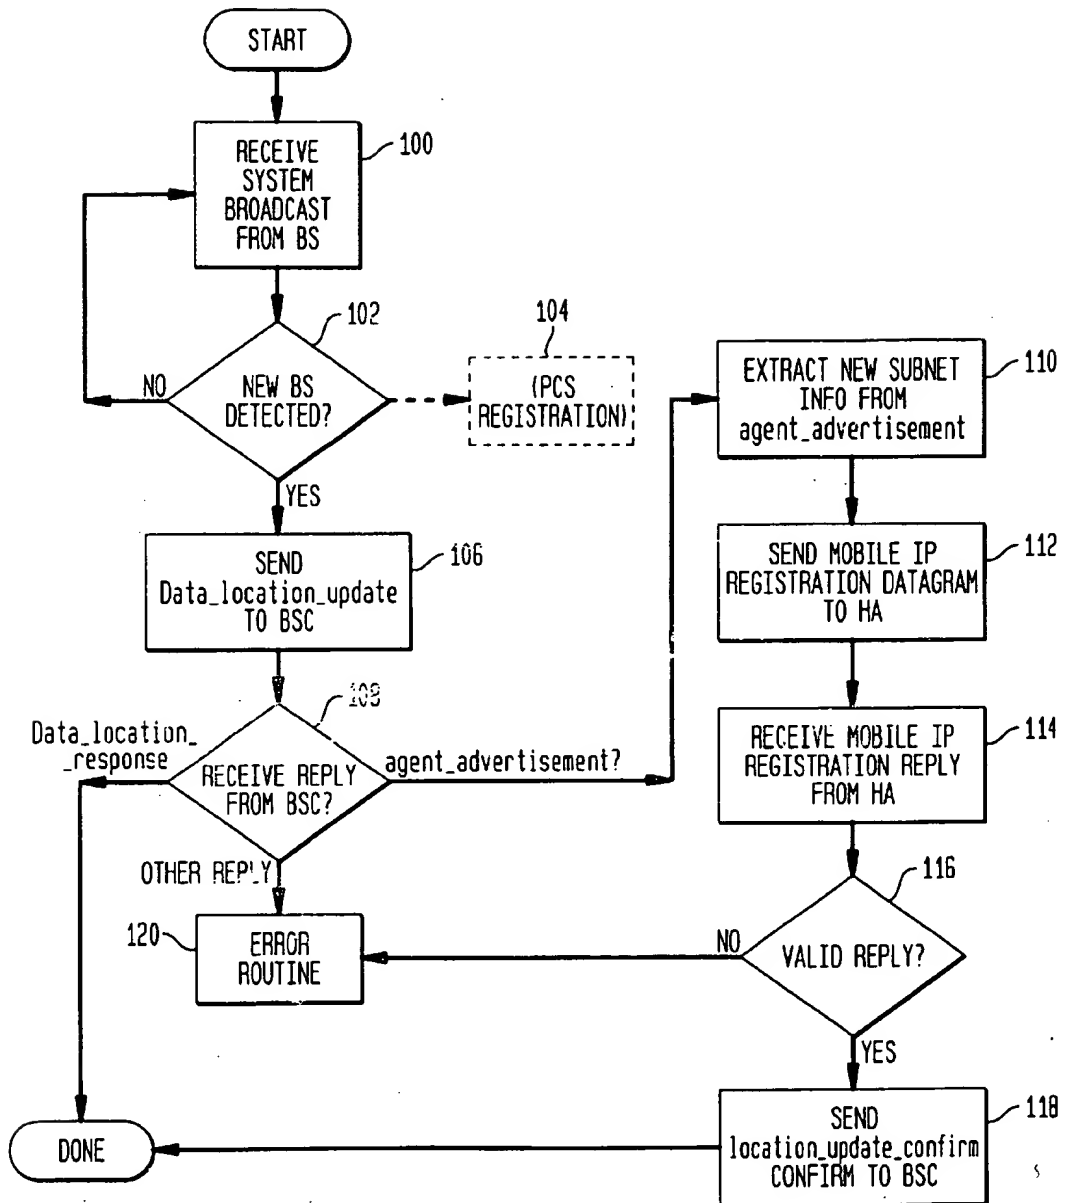 START
RECEIVE
SYSTEM
BROADCAST
FROM BS
100
102
NEW BS
DETECTED?
NO
YES
104
(PCS
REGISTRATION)
SEND
Data_location_update
TO BSC
106
108
Data_location_
_response
RECEIVE REPLY
FROM BSC?
agent_advertisement?
OTHER REPLY
120
ERROR
ROUTINE
DONE
EXTRACT NEW SUBNET
INFO FROM
agent_advertisement
110
SEND MOBILE IP
REGISTRATION DATAGRAM
TO HA
112
RECEIVE MOBILE IP
REGISTRATION REPLY
FROM HA
114
116
VALID REPLY?
NO
YES
SEND
location_update_confirm
CONFIRM TO BSC
118